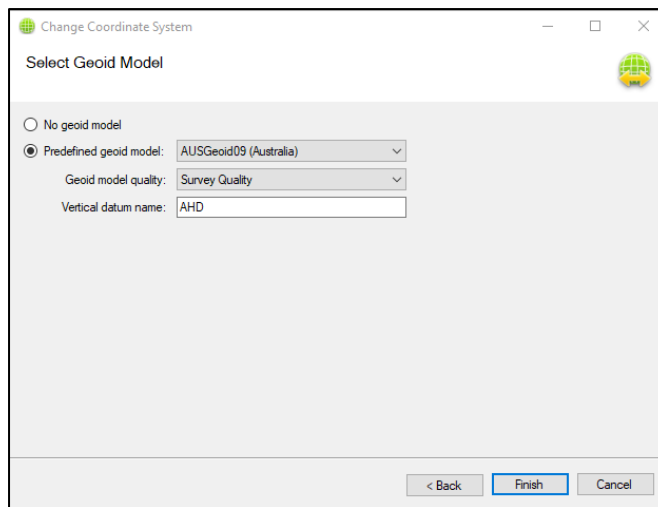 Change Coordinate System
Select Geoid Model
No geoid model
Predefined geoid model: AUSGeoid09 (Australia)
Geoid model quality: Survey Quality
Vertical datum name: AHD
< Back Finish Cancel